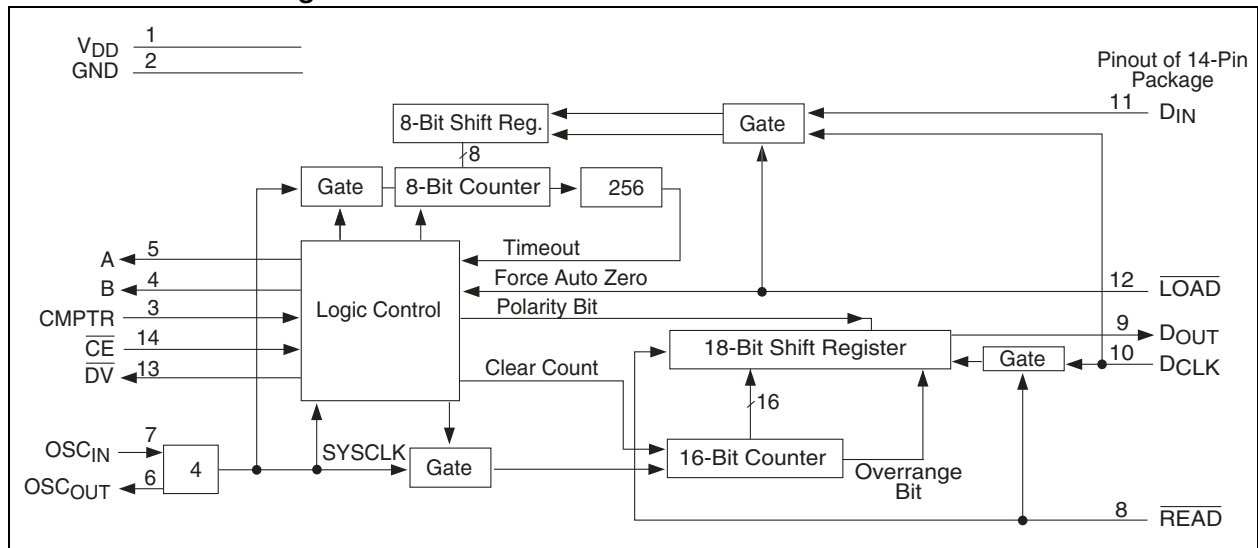 VDD 1
GND 2
Pinout of 14-Pin
Package
11 DIN
8-Bit Shift Reg.
Gate
8
Gate
8-Bit Counter
256
A 5
B 4
CMPTR 3
CE 14
DV 13
Logic Control
Timeout
Force Auto Zero
Polarity Bit
Clear Count
12 LOAD
18-Bit Shift Register
9 DOUT
Gate
10 DCLK
16
OSCIN 7
OSCOUT 6
4
SYSCLK
Gate
16-Bit Counter
Overrange
Bit
8 READ